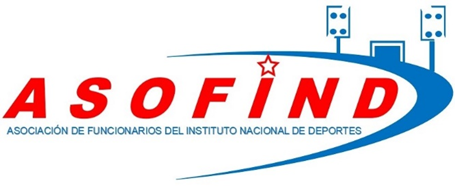 ASOFIND
ASOCIACIÓN DE FUNCIONARIOS DEL INSTITUTO NACIONAL DE DEPORTES